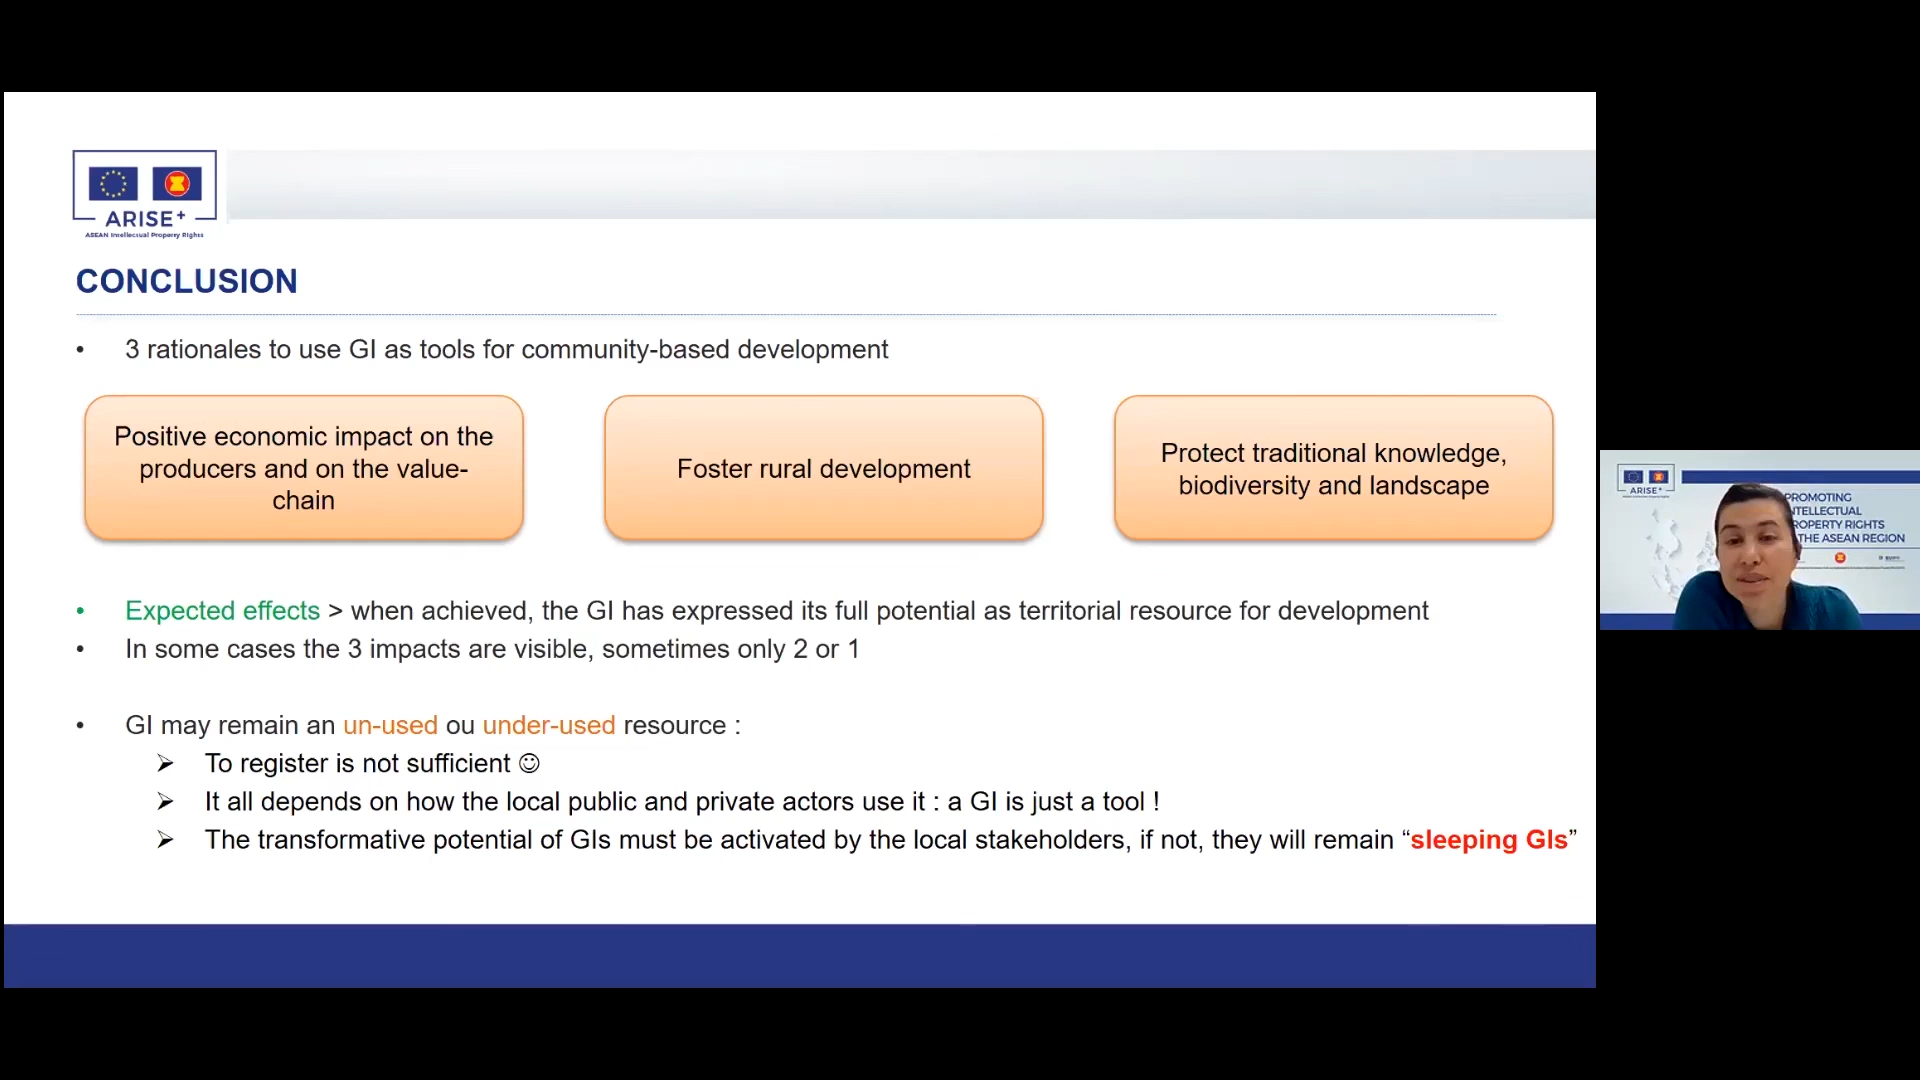 ARISE+
ASEAN Intellectual Property Rights
CONCLUSION
• 3 rationales to use GI as tools for community-based development
Positive economic impact on the
producers and on the value-
chain
Foster rural development
Protect traditional knowledge,
biodiversity and landscape
• Expected effects > when achieved, the GI has expressed its full potential as territorial resource for development
• In some cases the 3 impacts are visible, sometimes only 2 or 1
• GI may remain an un-used ou under-used resource :
➢ To register is not sufficient ☺
➢ It all depends on how the local public and private actors use it : a GI is just a tool !
➢ The transformative potential of GIs must be activated by the local stakeholders, if not, they will remain “sleeping GIs”
ARISE+
PROMOTING
NTELLECTUAL
ROPERTY RIGHTS
THE ASEAN REGION